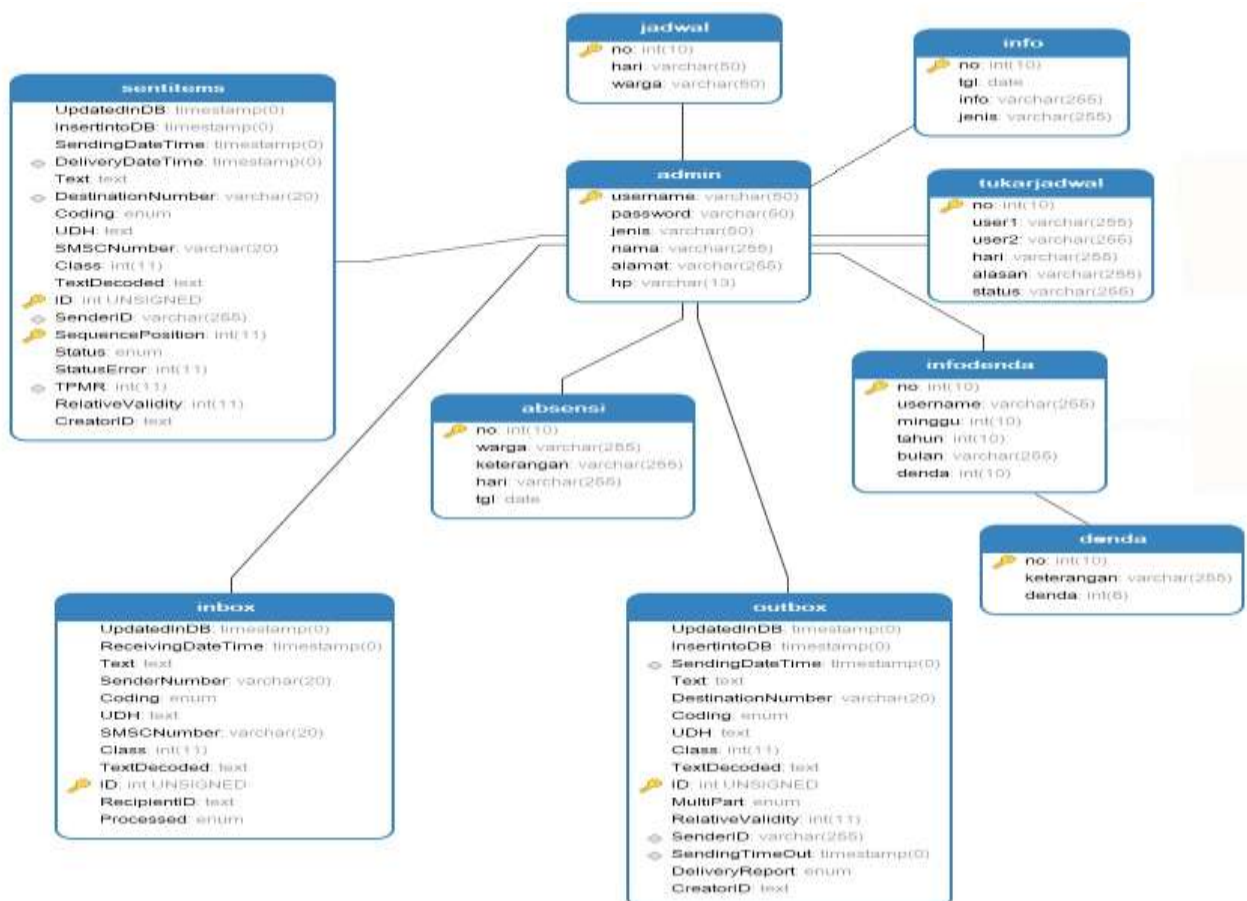 jadwal
no: int(10)
hari: varchar(50)
warga: varchar(50)
info
no: int(10)
tgl: date
info: varchar(255)
jenis: varchar(255)
sentitems
UpdatedInDB: timestamp(0)
InsertIntoDB: timestamp(0)
SendingDateTime: timestamp(0)
DeliveryDateTime: timestamp(0)
Text: text
DestinationNumber: varchar(20)
Coding: enum
UDH: text
SMSCNumber: varchar(20)
Class: int(11)
TextDecoded: text
ID: int UNSIGNED
SenderID: varchar(255)
SequencePosition: int(11)
Status: enum
StatusError: int(11)
TPMR: int(11)
RelativeValidity: int(11)
CreatorID: text
admin
username: varchar(50)
password: varchar(50)
jenis: varchar(50)
nama: varchar(255)
alamat: varchar(255)
hp: varchar(13)
tukarjadwal
no: int(10)
user1: varchar(255)
user2: varchar(255)
hari: varchar(255)
alasan: varchar(255)
status: varchar(255)
infodenda
no: int(10)
username: varchar(255)
minggu: int(10)
tahun: int(10)
bulan: varchar(255)
denda: int(10)
absensi
no: int(10)
warga: varchar(255)
keterangan: varchar(255)
hari: varchar(255)
tgl: date
denda
no: int(10)
keterangan: varchar(255)
denda: int(6)
inbox
UpdatedInDB: timestamp(0)
ReceivingDateTime: timestamp(0)
Text: text
SenderNumber: varchar(20)
Coding: enum
UDH: text
SMSCNumber: varchar(20)
Class: int(11)
TextDecoded: text
ID: int UNSIGNED
RecipientID: text
Processed: enum
outbox
UpdatedInDB: timestamp(0)
InsertIntoDB: timestamp(0)
SendingDateTime: timestamp(0)
Text: text
DestinationNumber: varchar(20)
Coding: enum
UDH: text
Class: int(11)
TextDecoded: text
ID: int UNSIGNED
MultiPart: enum
RelativeValidity: int(11)
SenderID: varchar(255)
SendingTimeOut: timestamp(0)
DeliveryReport: enum
CreatorID: text